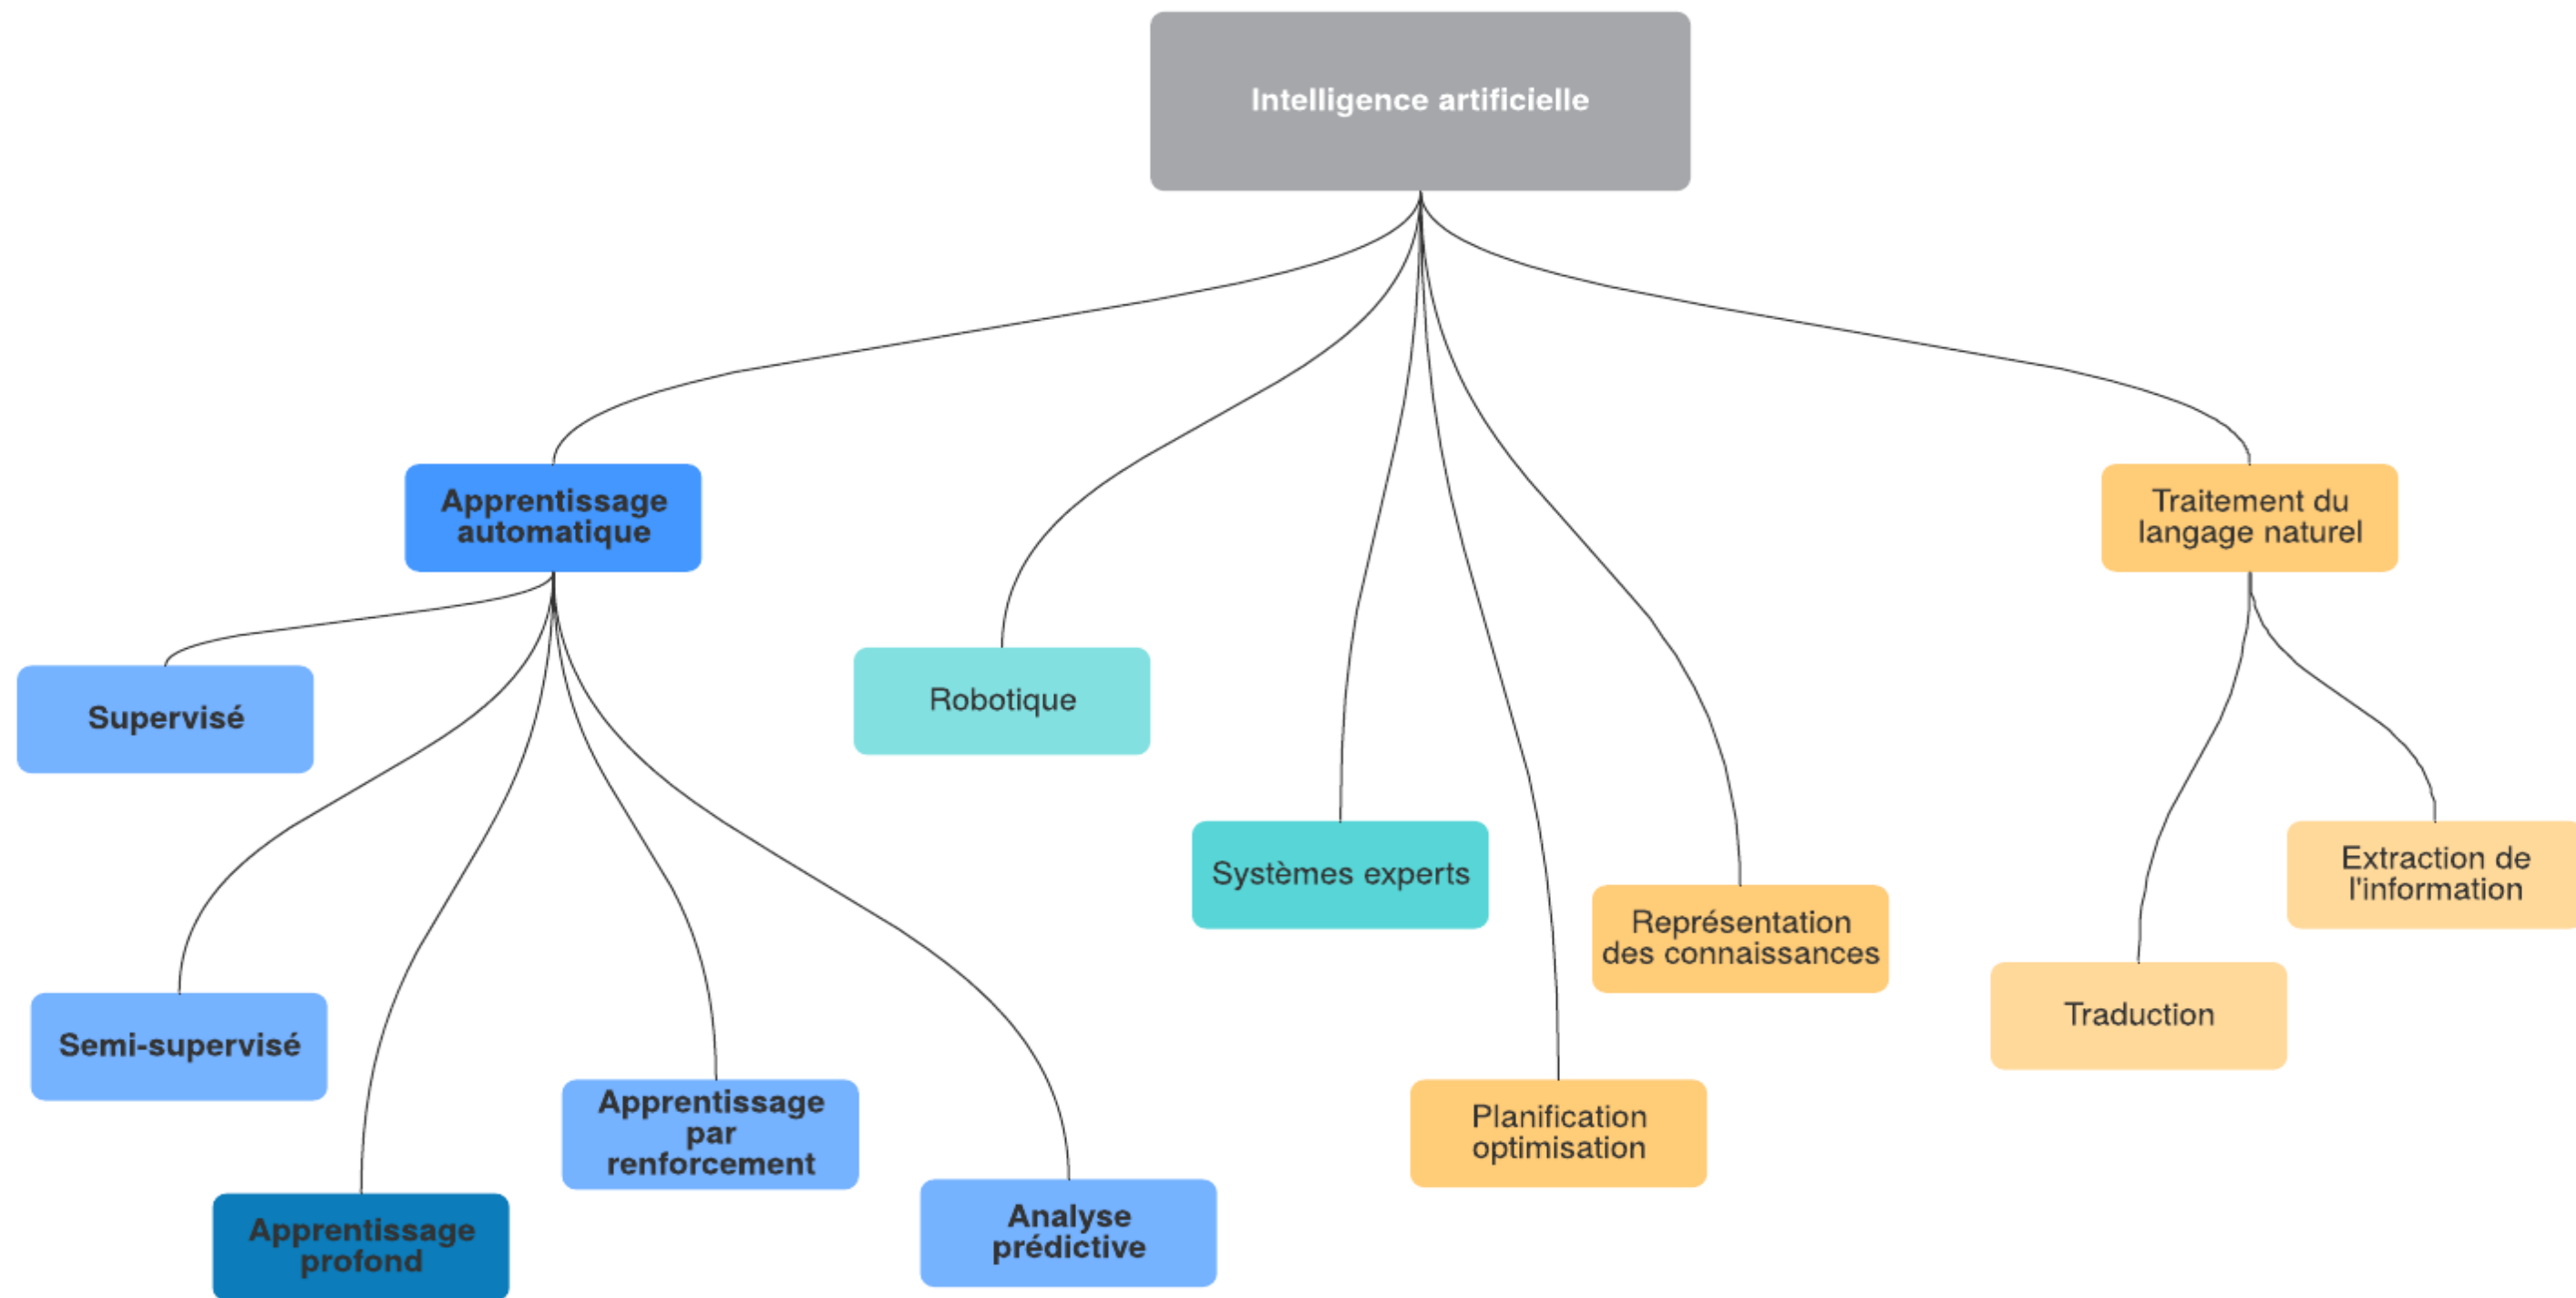 Intelligence artificielle
Apprentissage
automatique
Traitement du
langage naturel
Supervisé
Robotique
Systèmes experts
Extraction de
l'information
Représentation
des connaissances
Traduction
Semi-supervisé
Apprentissage
par
renforcement
Planification
optimisation
Apprentissage
profond
Analyse
prédictive